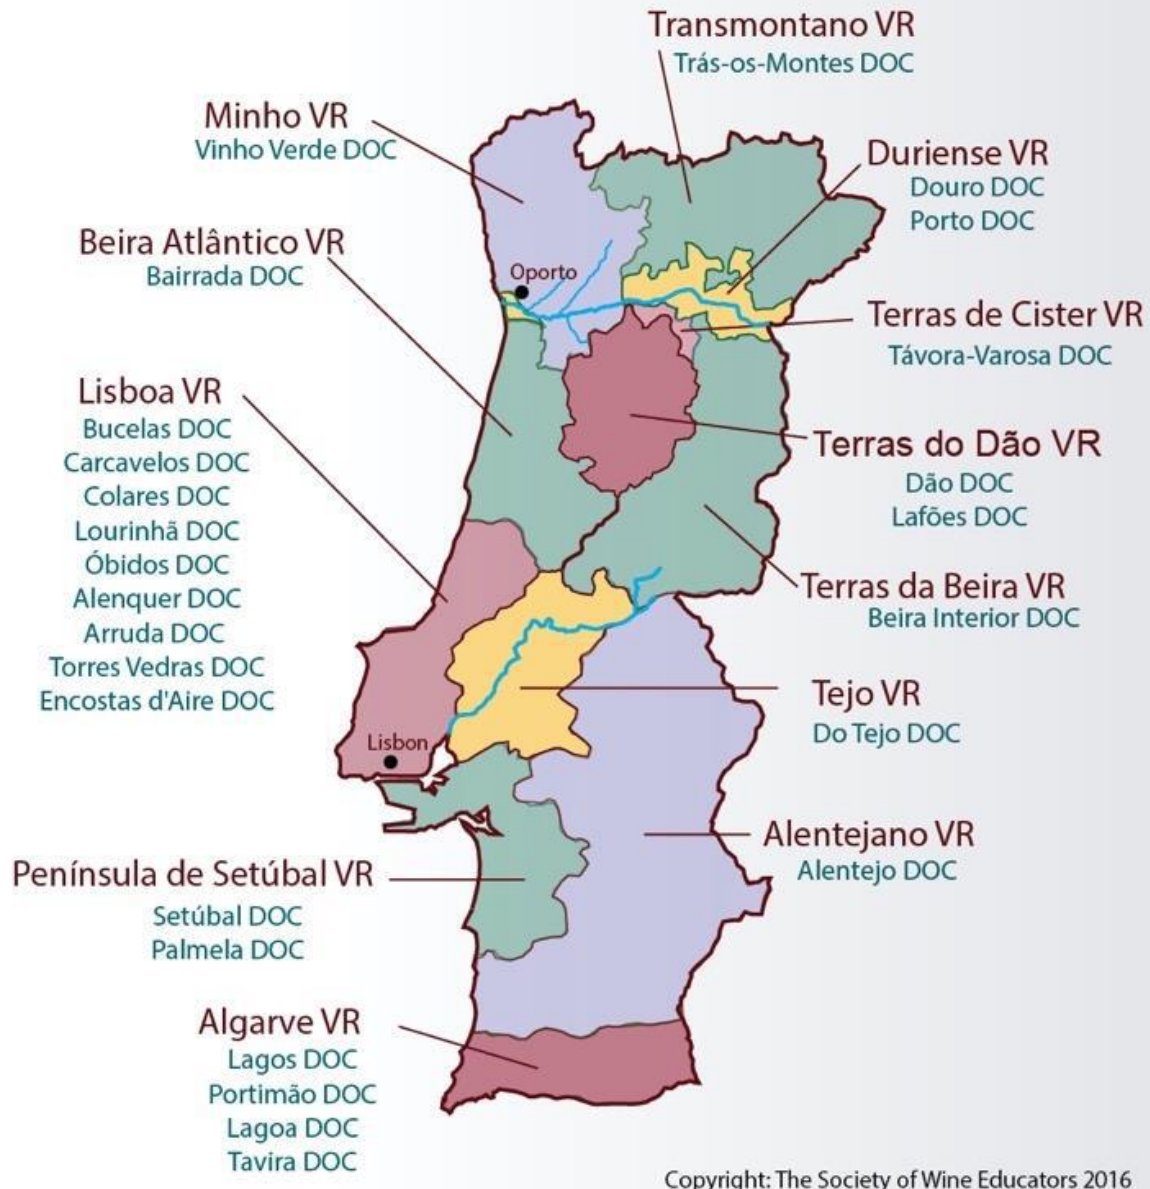 Transmontano VR
Trás-os-Montes DOC
Minho VR
Vinho Verde DOC
Duriense VR
Douro DOC
Porto DOC
Beira Atlântico VR
Bairrada DOC
Oporto
Terras de Cister VR
Távora-Varosa DOC
Lisboa VR
Bucelas DOC
Carcavelos DOC
Colares DOC
Lourinhã DOC
Óbidos DOC
Alenquer DOC
Arruda DOC
Torres Vedras DOC
Encostas d'Aire DOC
Terras do Dão VR
Dão DOC
Lafões DOC
Terras da Beira VR
Beira Interior DOC
Tejo VR
Do Tejo DOC
Lisbon
Alentejano VR
Alentejo DOC
Península de Setúbal VR
Setúbal DOC
Palmela DOC
Algarve VR
Lagos DOC
Portimão DOC
Lagoa DOC
Tavira DOC
Copyright: The Society of Wine Educators 2016